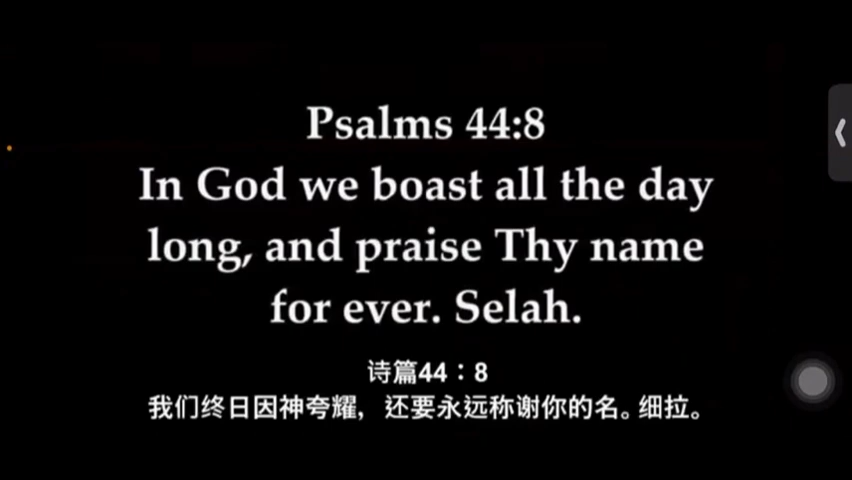 Psalms 44:8
In God we boast all the day
long, and praise Thy name
for ever. Selah.
诗篇44：8
我们终日因神夸耀，还要永远称谢你的名。细拉。